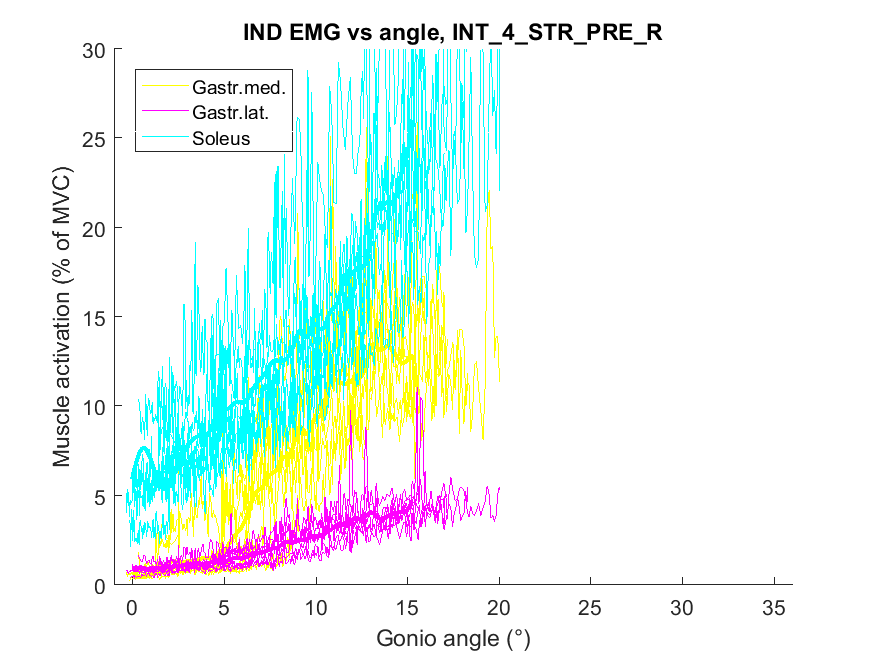 IND EMG vs angle, INT_4_STR_PRE_R
Muscle activation (% of MVC)
30
25
20
15
10
5
0
Gastr.med.
Gastr.lat.
Soleus
0 5 10 15 20 25 30 35
Gonio angle (°)